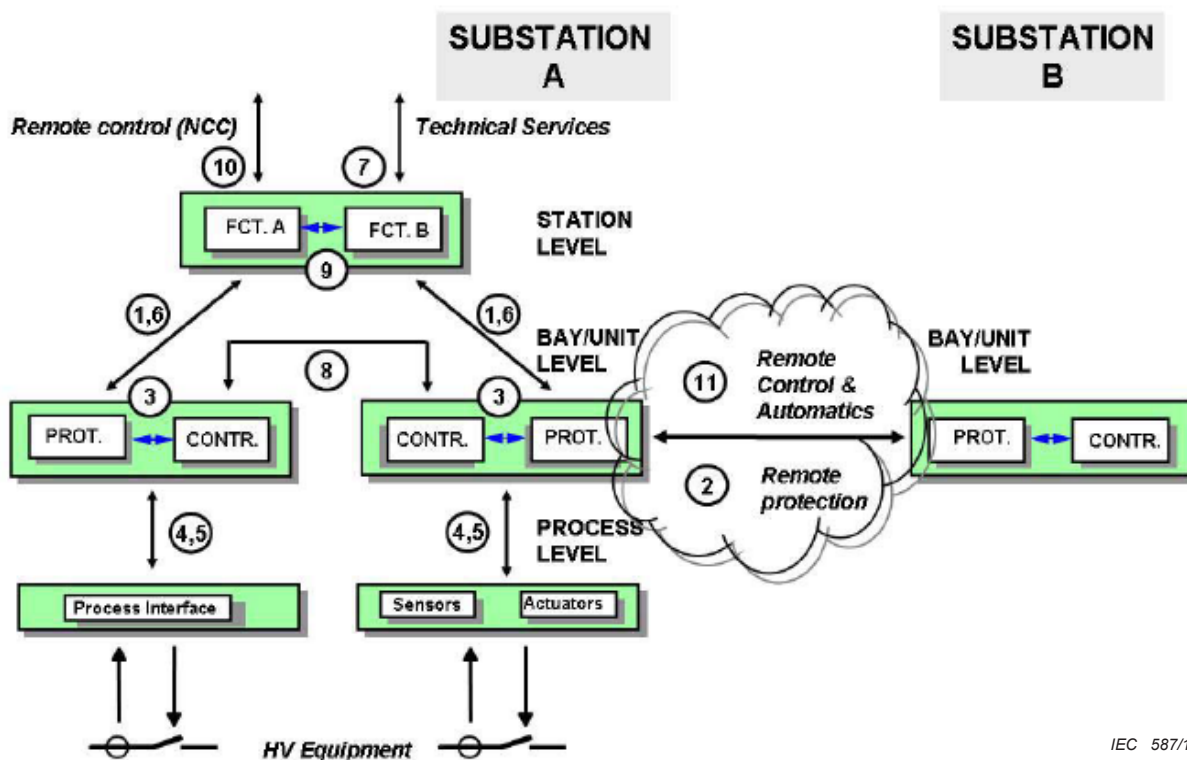 SUBSTATION
A
SUBSTATION
B
Remote control (NCC)
Technical Services
10
7
FCT. A
FCT. B
STATION
LEVEL
9
1,6
1,6
BAY/UNIT
LEVEL
8
3
3
PROT.
CONTR.
CONTR.
PROT.
11
Remote
Control &
Automatics
BAY/UNIT
LEVEL
PROT.
CONTR.
2
Remote
protection
4,5
4,5
PROCESS
LEVEL
Process Interface
Sensors
Actuators
HV Equipment
IEC 587/1